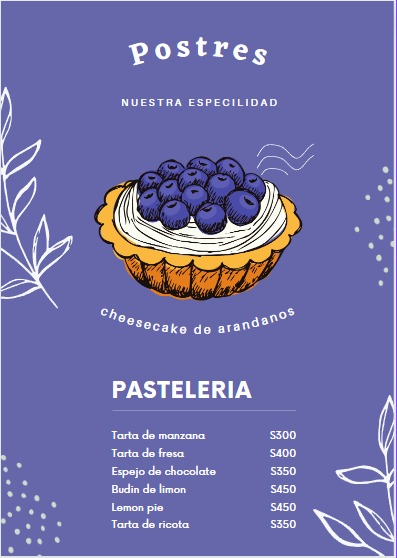 Postres
NUESTRA ESPECILIDAD
cheesecake de arandanos
PASTELERIA
Tarta de manzana S300
Tarta de fresa S400
Espejo de chocolate S350
Budin de limon S450
Lemon pie S450
Tarta de ricota S350